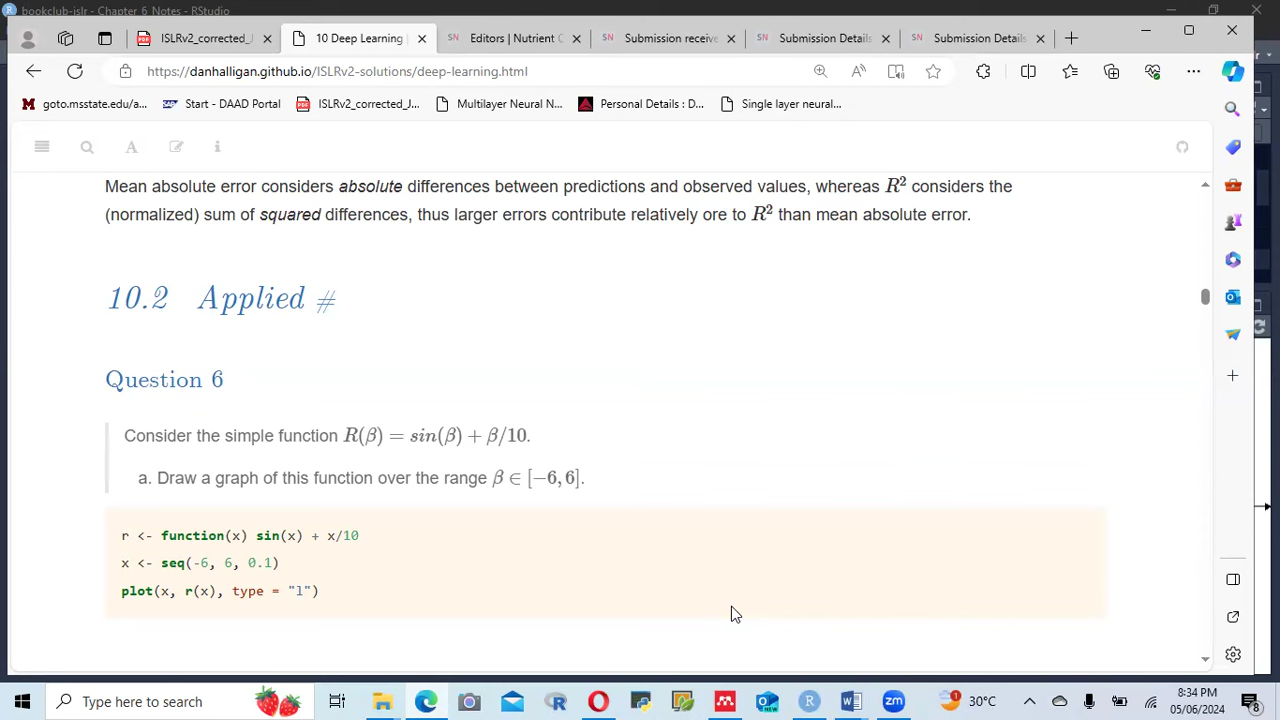 bookclub-islr - Chapter 6 Notes - RStudio
ISLRv2_corrected_J
10 Deep Learning |
Editors | Nutrient C
Submission receive
Submission Details
Submission Details
https://danhalligan.github.io/ISLRv2-solutions/deep-learning.html
goto.msstate.edu/a...
Start - DAAD Portal
ISLRv2_corrected_J...
Multilayer Neural N...
Personal Details : D...
Single layer neural...
Mean absolute error considers absolute differences between predictions and observed values, whereas R² considers the
(normalized) sum of squared differences, thus larger errors contribute relatively ore to R² than mean absolute error.
10.2 Applied #
Question 6
Consider the simple function R(β) = sin(β) + β/10.
a. Draw a graph of this function over the range β ∈ [−6, 6].
r <- function(x) sin(x) + x/10
x <- seq(-6, 6, 0.1)
plot(x, r(x), type = "l")
Type here to search
30°C
8:34 PM
05/06/2024
8